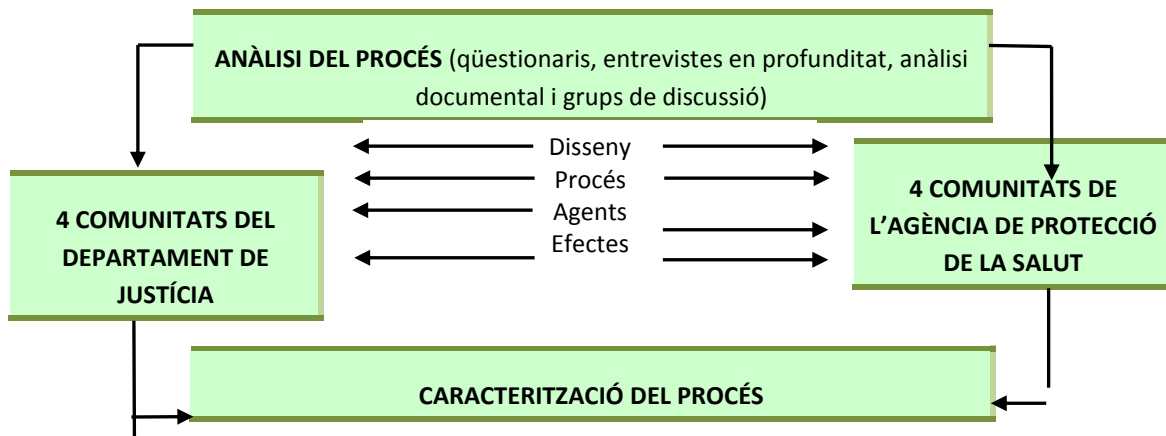 ANÀLISI DEL PROCÉS (qüestionaris, entrevistes en profunditat, anàlisi
documental i grups de discussió)
Disseny
Procés
Agents
Efectes
4 COMUNITATS DEL
DEPARTAMENT DE
JUSTÍCIA
4 COMUNITATS DE
L’AGÈNCIA DE PROTECCIÓ
DE LA SALUT
CARACTERITZACIÓ DEL PROCÉS